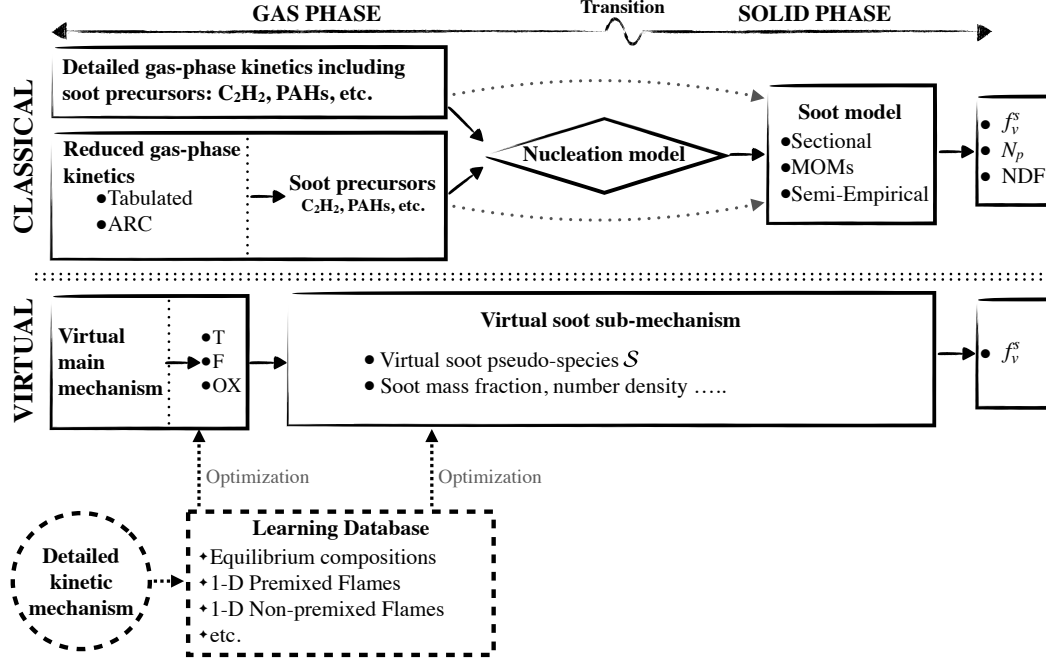 GAS PHASE
Transition
SOLID PHASE
CLASSICAL
Detailed gas-phase kinetics including
soot precursors: C₂H₂, PAHs, etc.
Reduced gas-phase
kinetics
●Tabulated
●ARC
Soot precursors
C₂H₂, PAHs, etc.
Nucleation model
Soot model
●Sectional
●MOMs
●Semi-Empirical
● f_v^s
● N_p
● NDF
VIRTUAL
Virtual
main
mechanism
●T
●F
●OX
Virtual soot sub-mechanism
● Virtual soot pseudo-species 𝒮
● Soot mass fraction, number density …..
● f_v^s
Optimization
Optimization
Detailed
kinetic
mechanism
Learning Database
✦Equilibrium compositions
✦1-D Premixed Flames
✦1-D Non-premixed Flames
✦etc.